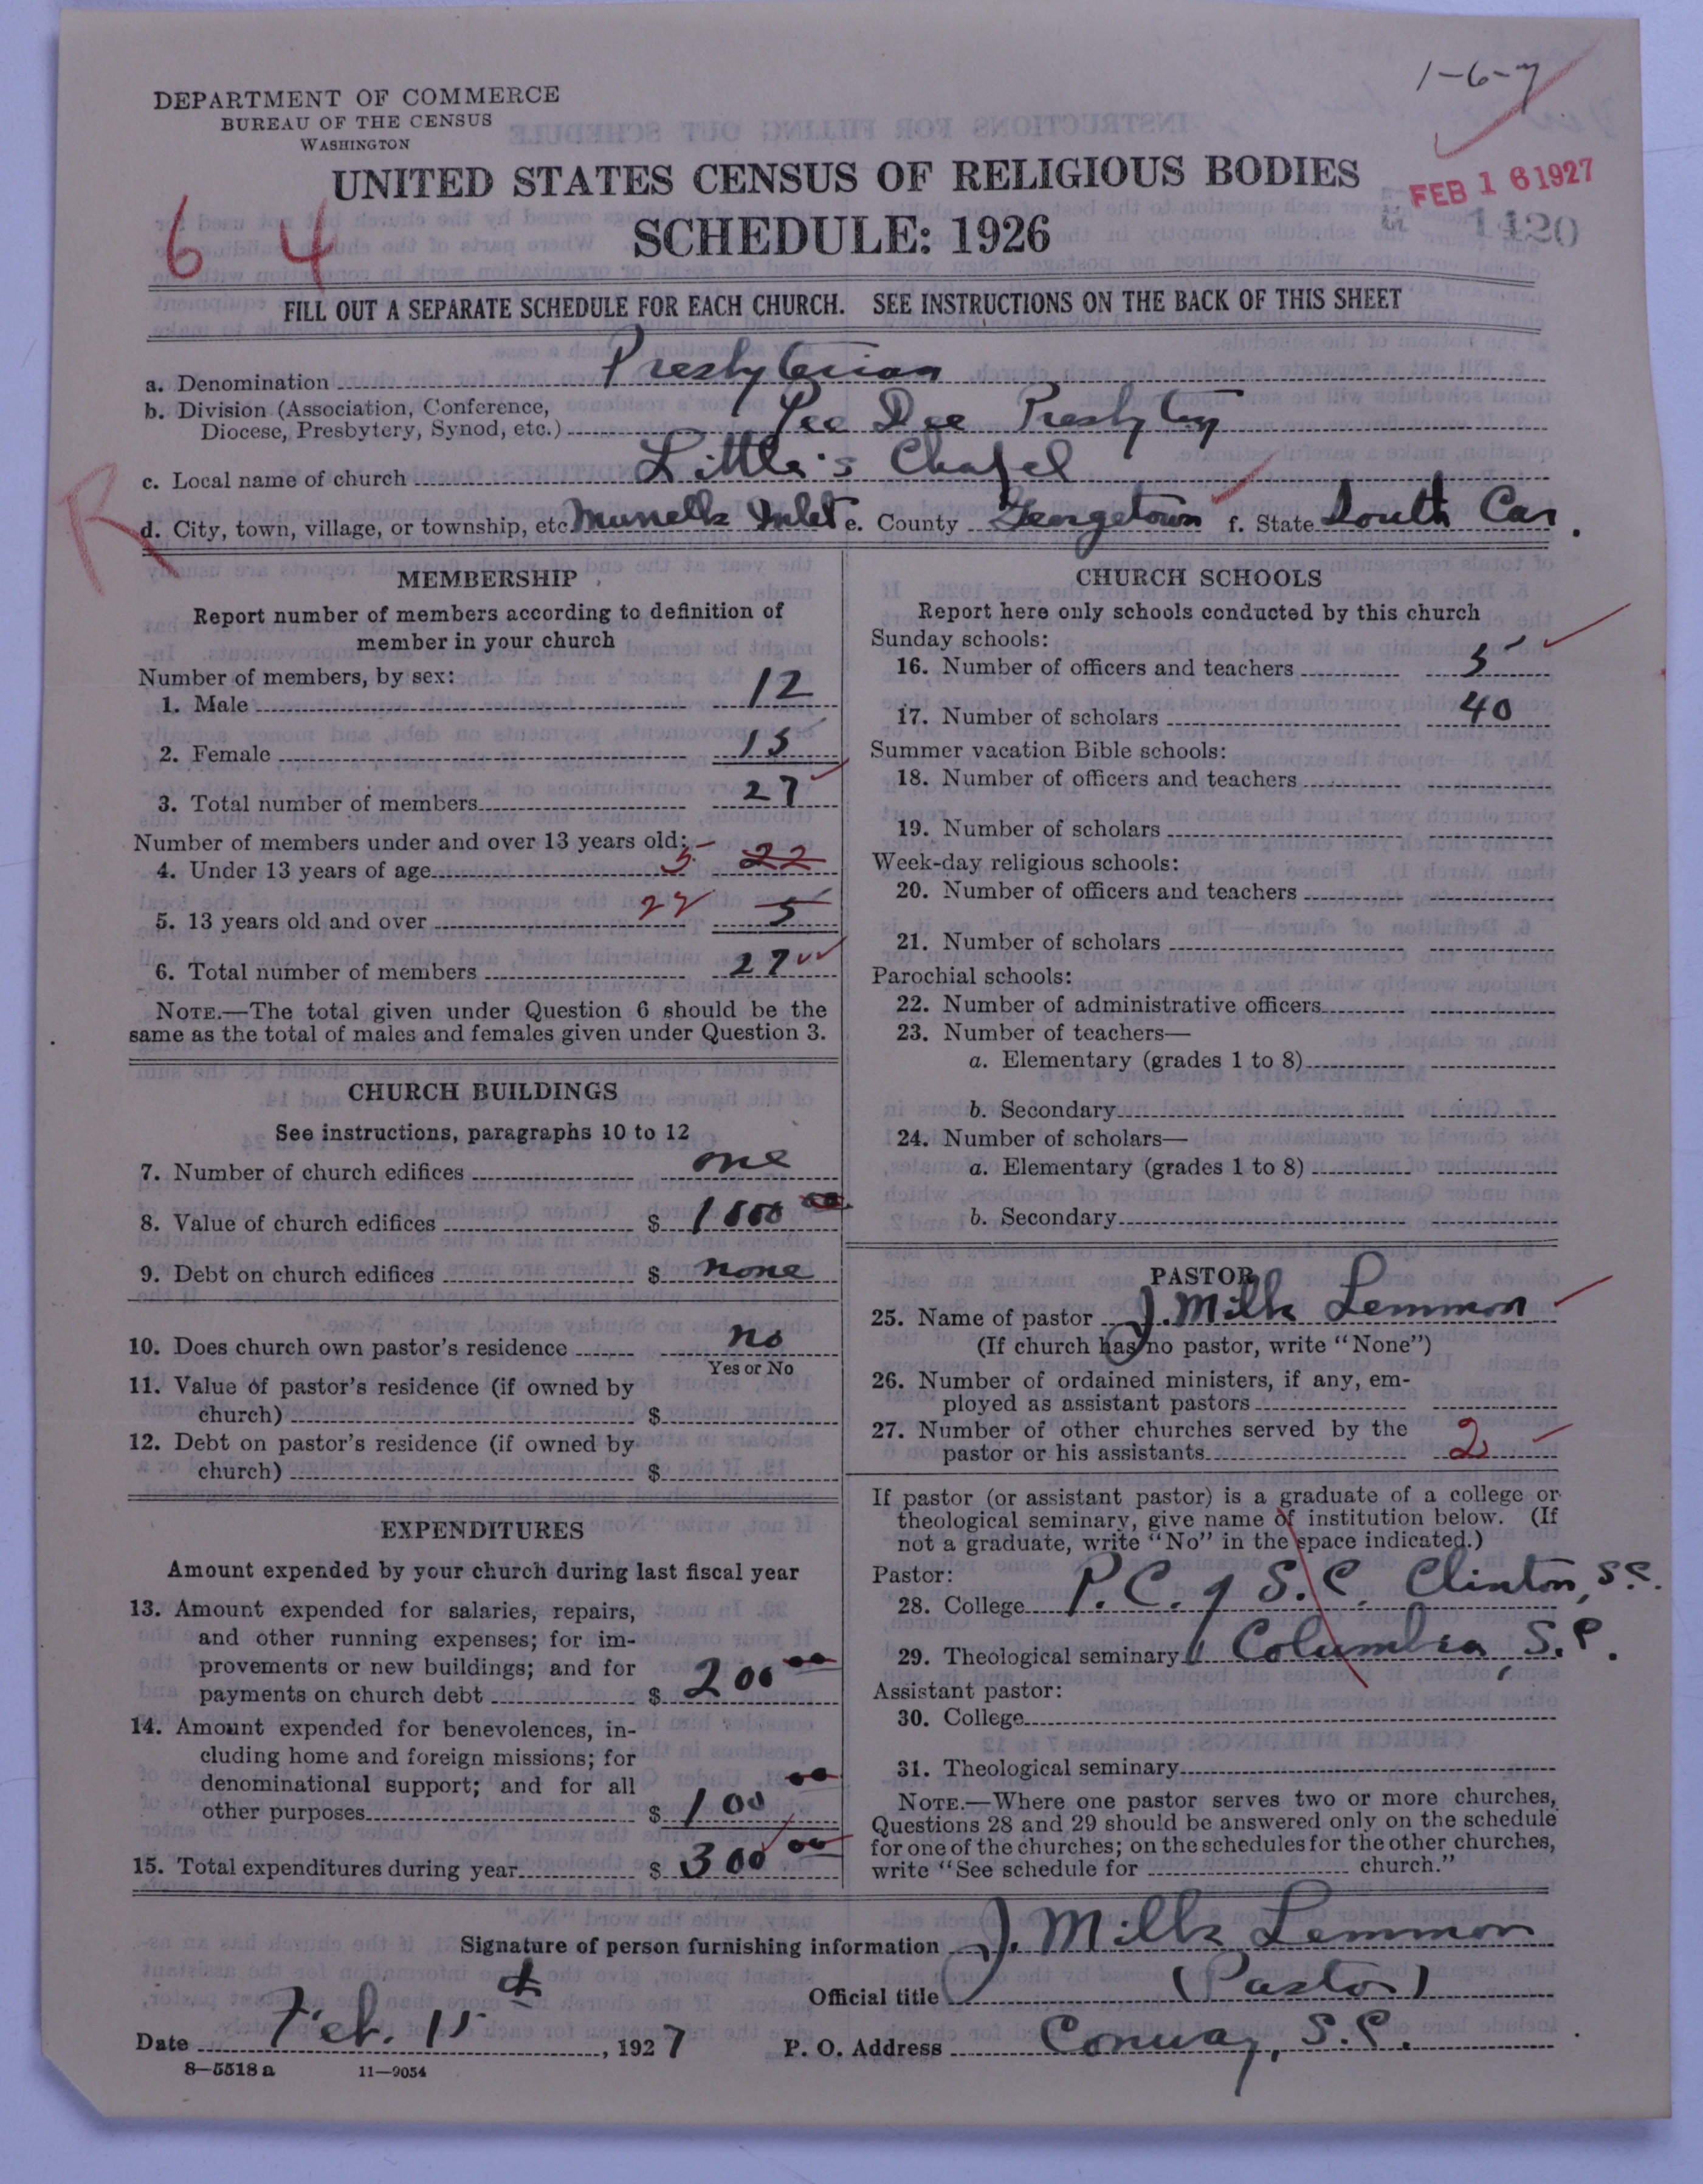 1-6-7
DEPARTMENT OF COMMERCE
BUREAU OF THE CENSUS
WASHINGTON
UNITED STATES CENSUS OF RELIGIOUS BODIES
FEB 16 1927
SCHEDULE: 1926
1420
6 4
FILL OUT A SEPARATE SCHEDULE FOR EACH CHURCH. SEE INSTRUCTIONS ON THE BACK OF THIS SHEET
a. Denomination Presbyterian
b. Division (Association, Conference,
Diocese, Presbytery, Synod, etc.) Pee Dee Presbytery
c. Local name of church Little's Chapel
R
d. City, town, village, or township, etc. Inlet e. County Georgetown f. State South Car.
MEMBERSHIP
Report number of members according to definition of
member in your church
Number of members, by sex:
1. Male 12
2. Female 15
3. Total number of members 27
Number of members under and over 13 years old:
4. Under 13 years of age 5 22
5. 13 years old and over 22 5
6. Total number of members 27
NOTE.—The total given under Question 6 should be the
same as the total of males and females given under Question 3.
CHURCH BUILDINGS
See instructions, paragraphs 10 to 12
7. Number of church edifices one
8. Value of church edifices $ 00
9. Debt on church edifices $ none
10. Does church own pastor's residence no
Yes or No
11. Value of pastor's residence (if owned by
church) $
12. Debt on pastor's residence (if owned by
church) $
EXPENDITURES
Amount expended by your church during last fiscal year
13. Amount expended for salaries, repairs,
and other running expenses; for im-
provements or new buildings; and for
payments on church debt $ 200 00
14. Amount expended for benevolences, in-
cluding home and foreign missions; for
denominational support; and for all
other purposes $ 100 00
15. Total expenditures during year $ 300 00
CHURCH SCHOOLS
Report here only schools conducted by this church
Sunday schools:
16. Number of officers and teachers 5
17. Number of scholars 40
Summer vacation Bible schools:
18. Number of officers and teachers
19. Number of scholars
Week-day religious schools:
20. Number of officers and teachers
21. Number of scholars
Parochial schools:
22. Number of administrative officers
23. Number of teachers—
a. Elementary (grades 1 to 8)
b. Secondary
24. Number of scholars—
a. Elementary (grades 1 to 8)
b. Secondary
PASTOR
25. Name of pastor J. Mills Lemmon
(If church has no pastor, write "None")
26. Number of ordained ministers, if any, em-
ployed as assistant pastors
27. Number of other churches served by the
pastor or his assistants 2
If pastor (or assistant pastor) is a graduate of a college or
theological seminary, give name of institution below. (If
not a graduate, write "No" in the space indicated.)
Pastor:
28. College P. C. of S. C. Clinton, S.C.
29. Theological seminary Columbia, S.C.
Assistant pastor:
30. College
31. Theological seminary
NOTE.—Where one pastor serves two or more churches,
Questions 28 and 29 should be answered only on the schedule
for one of the churches; on the schedules for the other churches,
write "See schedule for church."
Signature of person furnishing information J. Mills Lemmon
Official title (Pastor)
Date Feb. 15th, 1927 P. O. Address Conway, S.C.
8-5518 a 11-9054